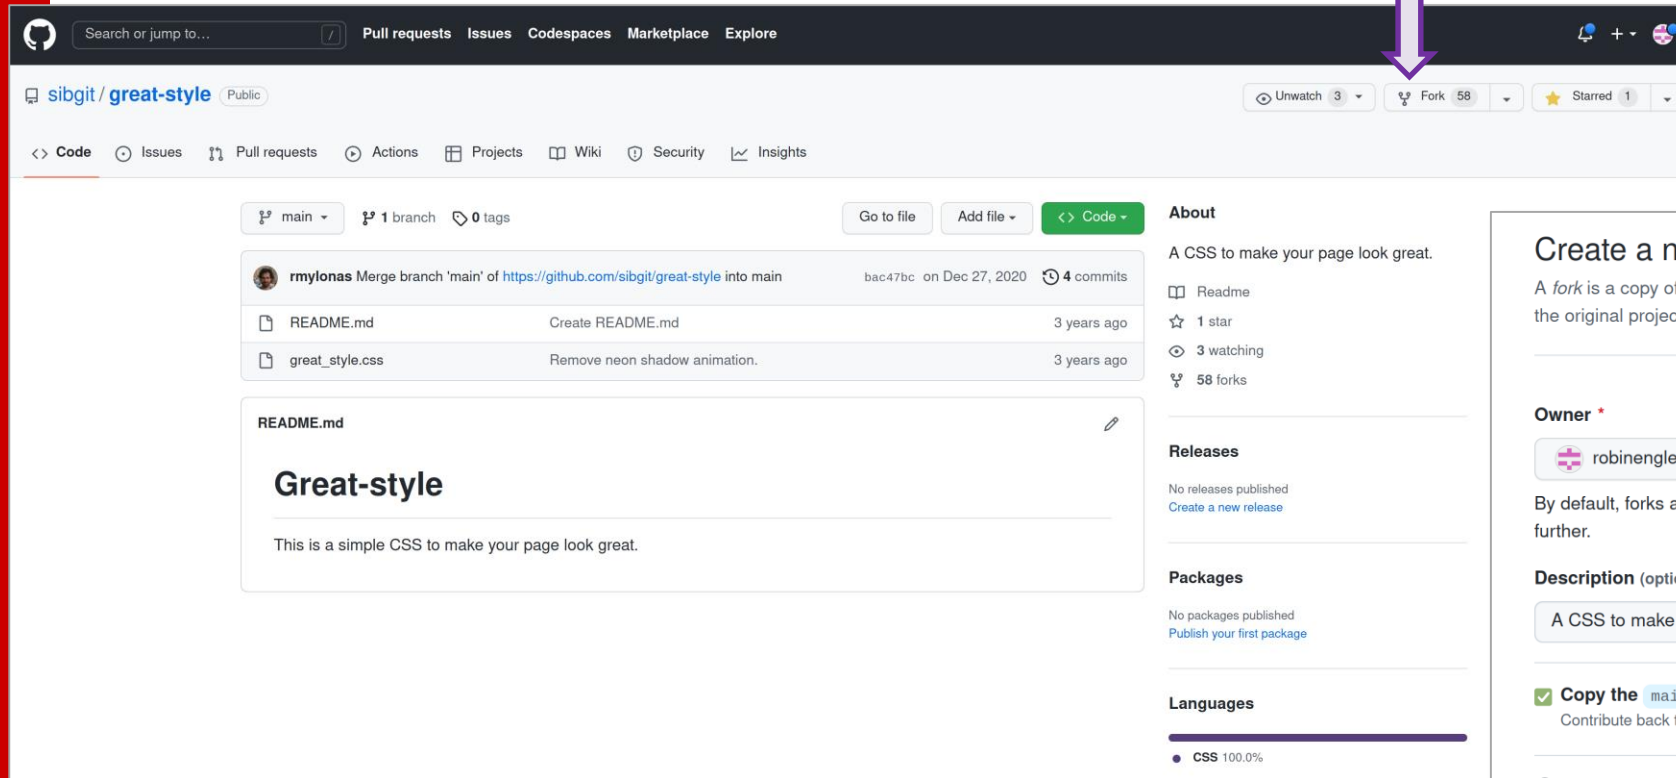 Search or jump to... /
Pull requests Issues Codespaces Marketplace Explore
sibgit / great-style Public
Unwatch 3 Fork 58 Starred 1
Code Issues Pull requests Actions Projects Wiki Security Insights
main 1 branch 0 tags
Go to file Add file Code
rmylonas Merge branch 'main' of https://github.com/sibgit/great-style into main bac47bc on Dec 27, 2020 4 commits
README.md Create README.md 3 years ago
great_style.css Remove neon shadow animation. 3 years ago
README.md
Great-style
This is a simple CSS to make your page look great.
About
A CSS to make your page look great.
Readme
1 star
3 watching
58 forks
Releases
No releases published
Create a new release
Packages
No packages published
Publish your first package
Languages
CSS 100.0%
Create a n
A fork is a copy of
the original projec
Owner *
robinengle
By default, forks a
further.
Description (opti
A CSS to make
Copy the mai
Contribute back